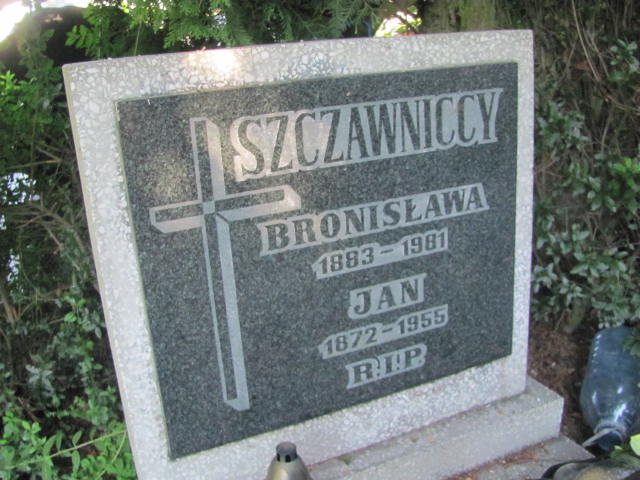 SZCZAWNICCY
BRONISŁAWA
1883-1981
JAN
1872-1955
R.I.P.